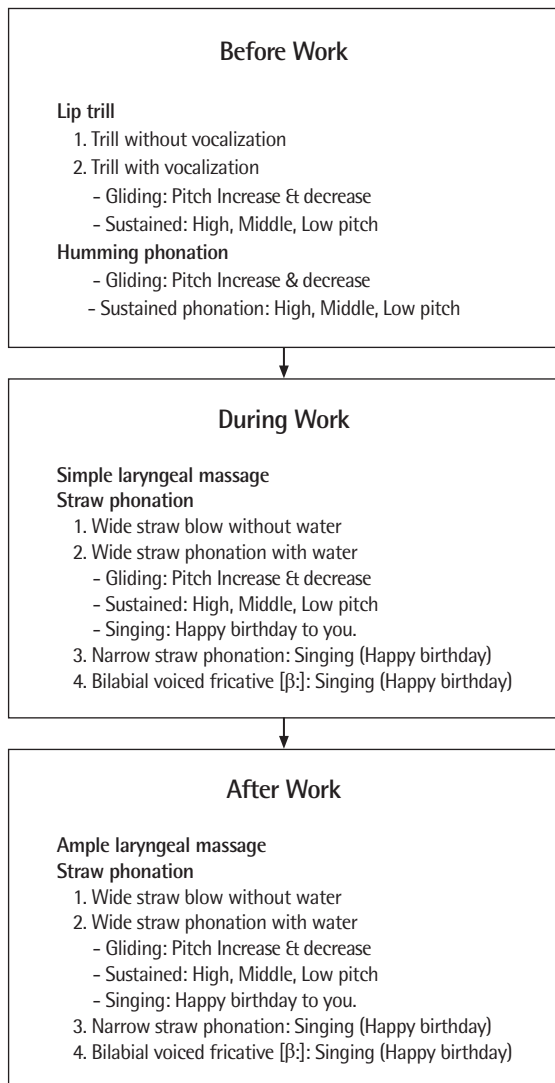 Before Work
Lip trill
1. Trill without vocalization
2. Trill with vocalization
- Gliding: Pitch Increase & decrease
- Sustained: High, Middle, Low pitch
Humming phonation
- Gliding: Pitch Increase & decrease
- Sustained phonation: High, Middle, Low pitch
During Work
Simple laryngeal massage
Straw phonation
1. Wide straw blow without water
2. Wide straw phonation with water
- Gliding: Pitch Increase & decrease
- Sustained: High, Middle, Low pitch
- Singing: Happy birthday to you.
3. Narrow straw phonation: Singing (Happy birthday)
4. Bilabial voiced fricative [β:]: Singing (Happy birthday)
After Work
Ample laryngeal massage
Straw phonation
1. Wide straw blow without water
2. Wide straw phonation with water
- Gliding: Pitch Increase & decrease
- Sustained: High, Middle, Low pitch
- Singing: Happy birthday to you.
3. Narrow straw phonation: Singing (Happy birthday)
4. Bilabial voiced fricative [β:]: Singing (Happy birthday)